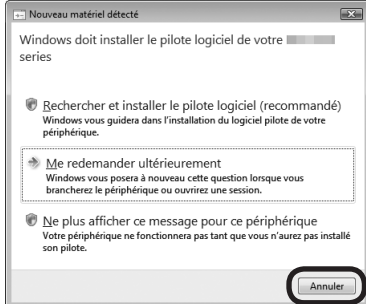 Nouveau matériel détecté
Windows doit installer le pilote logiciel de votre
series
Rechercher et installer le pilote logiciel (recommandé)
Windows vous guidera dans l'installation du logiciel pilote de votre
périphérique.
Me redemander ultérieurement
Windows vous posera à nouveau cette question lorsque vous
brancherez le périphérique ou ouvrirez une session.
Ne plus afficher ce message pour ce périphérique
Votre périphérique ne fonctionnera pas tant que vous n'aurez pas installé
son pilote.
Annuler